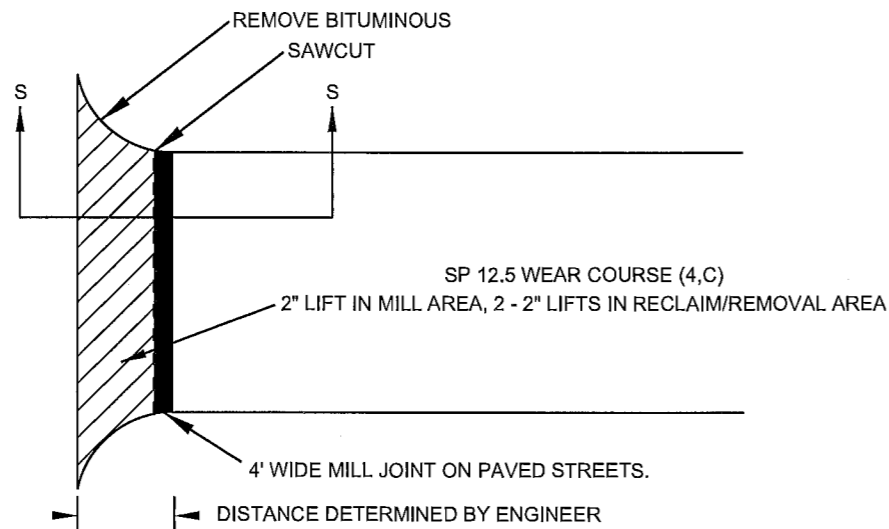 REMOVE BITUMINOUS
SAWCUT
S
S
SP 12.5 WEAR COURSE (4,C)
2" LIFT IN MILL AREA, 2 - 2" LIFTS IN RECLAIM/REMOVAL AREA
4' WIDE MILL JOINT ON PAVED STREETS.
DISTANCE DETERMINED BY ENGINEER